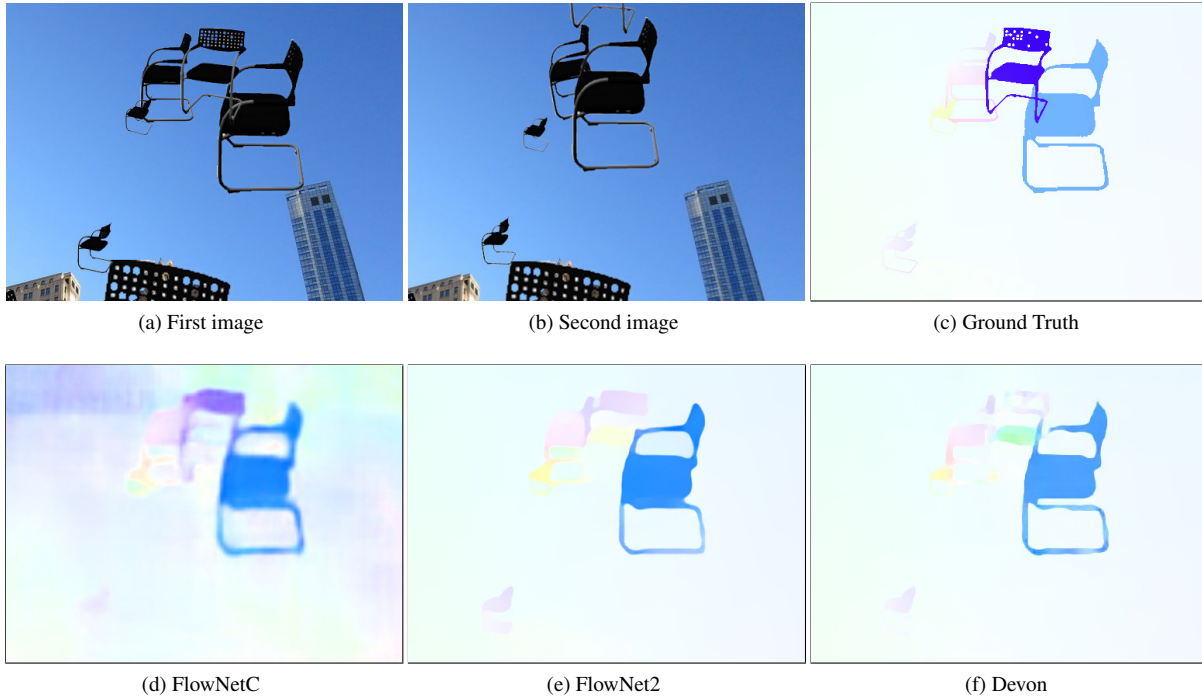 (a) First image
(b) Second image
(c) Ground Truth
(d) FlowNetC
(e) FlowNet2
(f) Devon